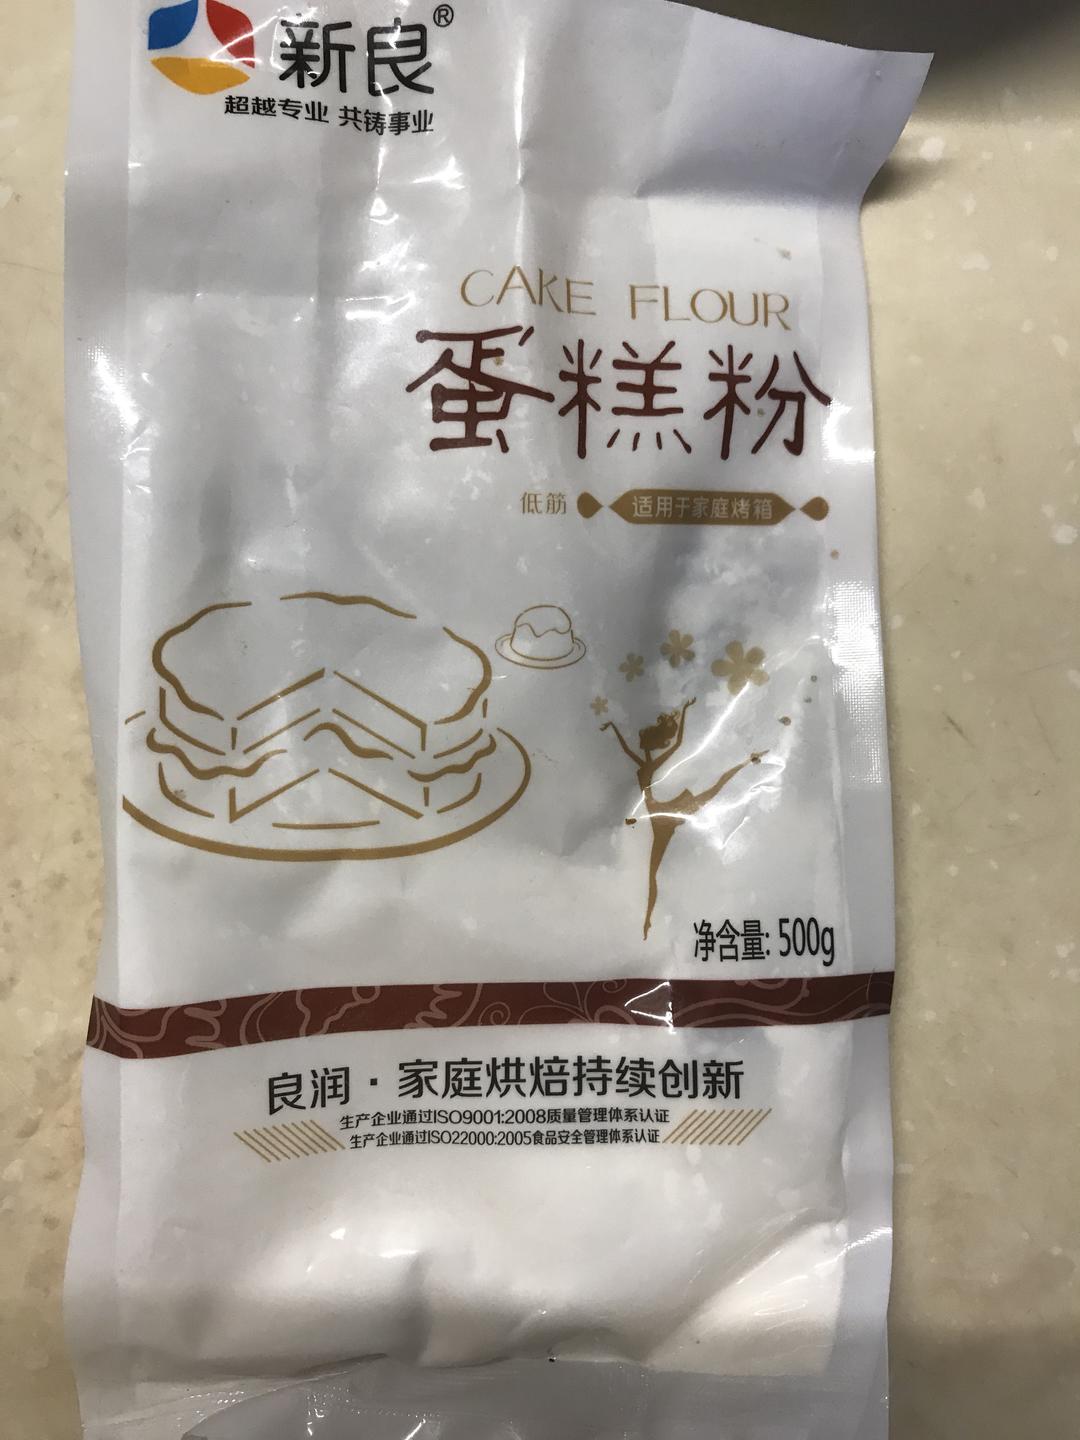 新良®
超越专业 共铸事业
CAKE FLOUR
蛋糕粉
低筋 适用于家庭烤箱
净含量: 500g
良润·家庭烘焙持续创新
生产企业通过ISO9001:2008质量管理体系认证
生产企业通过ISO22000:2005食品安全管理体系认证